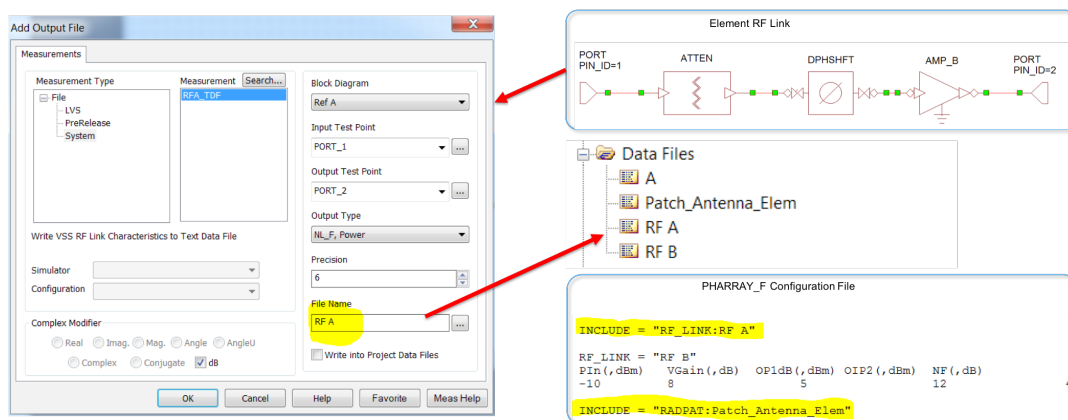 Add Output File
Measurements
Measurement Type
File
LVS
PreRelease
System
Measurement
Search...
RFA_TDF
Write VSS RF Link Characteristics to Text Data File
Simulator
Configuration
Complex Modifier
Real Imag. Mag. Angle AngleU
Complex Conjugate dB
Block Diagram
Ref A
Input Test Point
PORT_1
...
Output Test Point
PORT_2
...
Output Type
NL_F, Power
Precision
6
File Name
RF A
...
Write into Project Data Files
OK Cancel Help Favorite Meas Help
Element RF Link
PORT
PIN_ID=1
ATTEN
DPHSHFT
AMP_B
PORT
PIN_ID=2
Data Files
A
Patch_Antenna_Elem
RF A
RF B
PHARRAY_F Configuration File
INCLUDE = "RF_LINK:RF A"
RF_LINK = "RF B"
PIn(,dBm) VGain(,dB) OP1dB(,dBm) OIP2(,dBm) NF(,dB)
-10 8 5 12 4
INCLUDE = "RADPAT:Patch_Antenna_Elem"